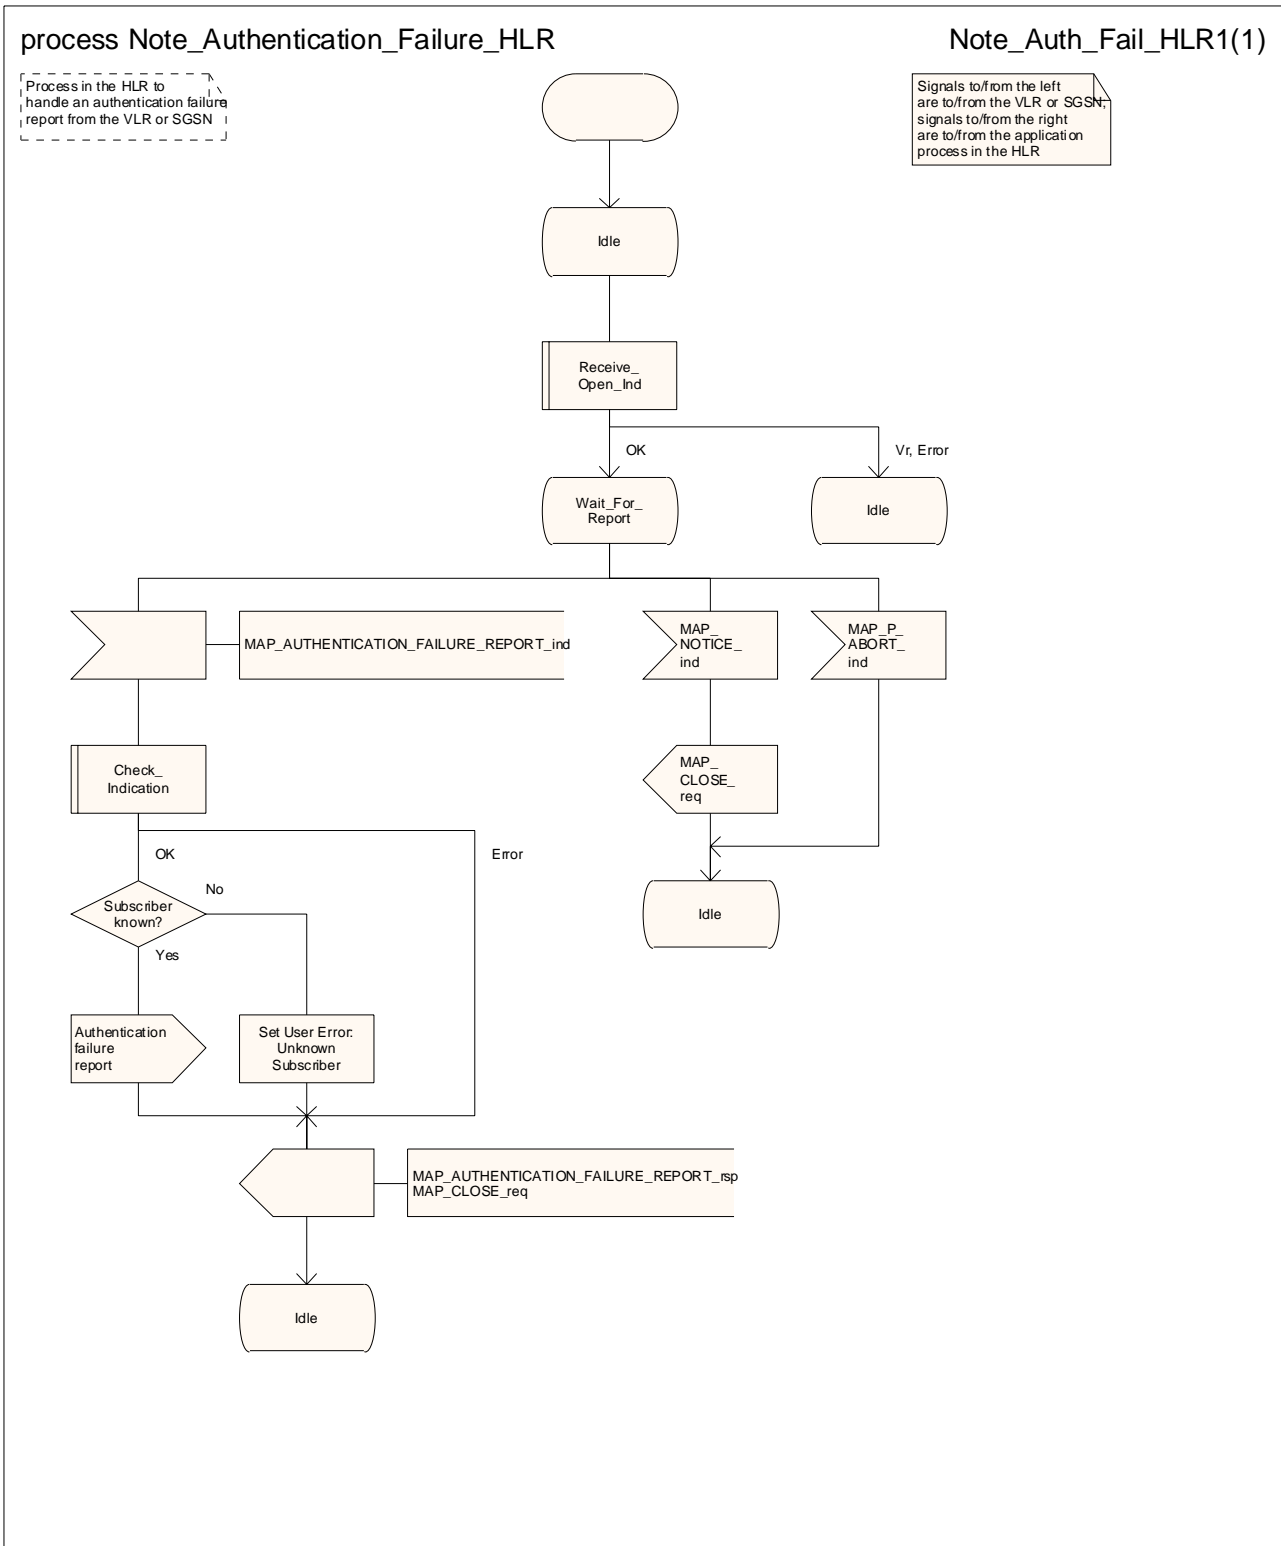 process Note_Authentication_Failure_HLR
Note_Auth_Fail_HLR1(1)
Process in the HLR to
handle an authentication failure
report from the VLR or SGSN
Signals to/from the left
are to/from the VLR or SGSN,
signals to/from the right
are to/from the application
process in the HLR
Idle
Receive_
Open_Ind
OK
Vr, Error
Wait_For_
Report
Idle
MAP_AUTHENTICATION_FAILURE_REPORT_ind
MAP_
NOTICE_
ind
MAP_P_
ABORT_
ind
Check_
Indication
MAP_
CLOSE_
req
OK
Error
No
Subscriber
known?
Idle
Yes
Authentication
failure
report
Set User Error:
Unknown
Subscriber
MAP_AUTHENTICATION_FAILURE_REPORT_rsp
MAP_CLOSE_req
Idle